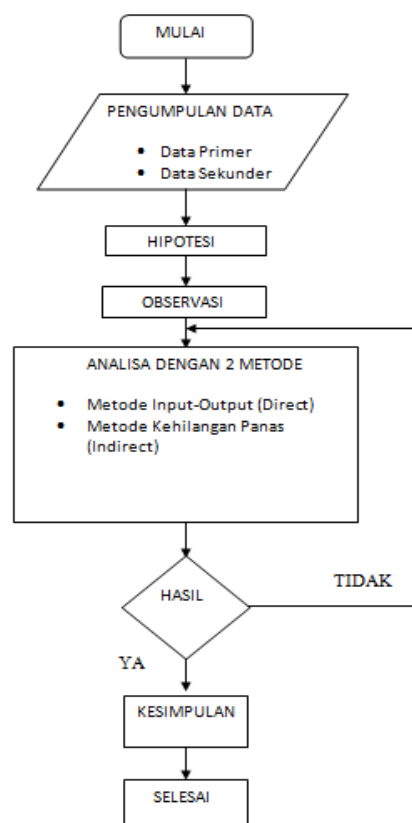 MULAI
PENGUMPULAN DATA
• Data Primer
• Data Sekunder
HIPOTESI
OBSERVASI
ANALISA DENGAN 2 METODE
• Metode Input-Output (Direct)
• Metode Kehilangan Panas
(Indirect)
HASIL
TIDAK
YA
KESIMPULAN
SELESAI